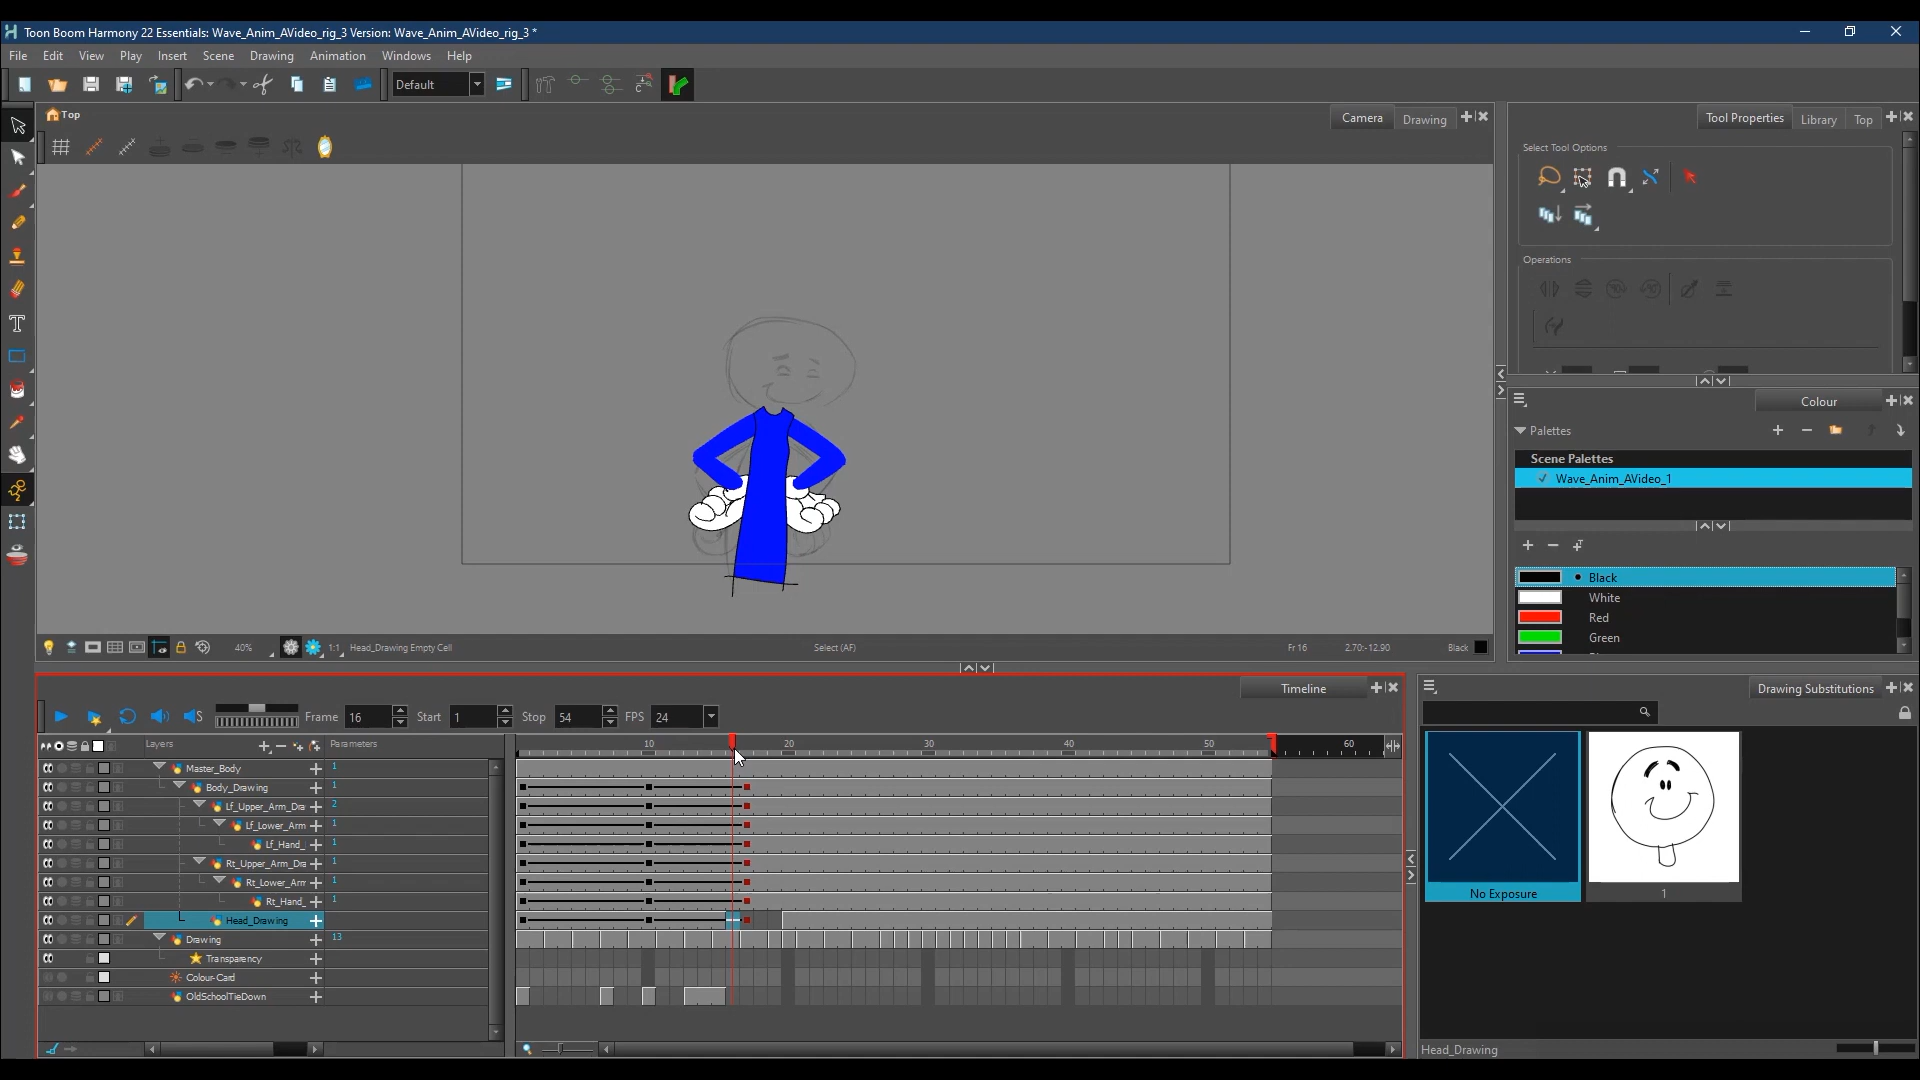 Toon Boom Harmony 22 Essentials: Wave_Anim_AVideo_rig_3 Version: Wave_Anim_AVideo_rig_3 *
File Edit View Play Insert Scene Drawing Animation Windows Help
Default
Top
Camera Drawing
Tool Properties Library Top
Select Tool Options
Operations
Colour
Palettes
Scene Palettes
Wave_Anim_AVideo_1
Black
White
Red
Green
40% 1:1 Head_Drawing Empty Cell Select (AF) Fr 16 2.70:-12.90 Black
Timeline
Drawing Substitutions
Frame 16 Start 1 Stop 54 FPS 24
Layers Parameters
10 20 30 40 50 60
Master_Body 1
Body_Drawing 1
Lf_Upper_Arm_Dra 2
Lf_Lower_Arm 1
Lf_Hand_ 1
Rt_Upper_Arm_Dra 1
Rt_Lower_Arm 1
Rt_Hand_ 1
Head_Drawing
Drawing 13
Transparency
Colour-Card
OldSchoolTieDown
No Exposure
1
Head_Drawing